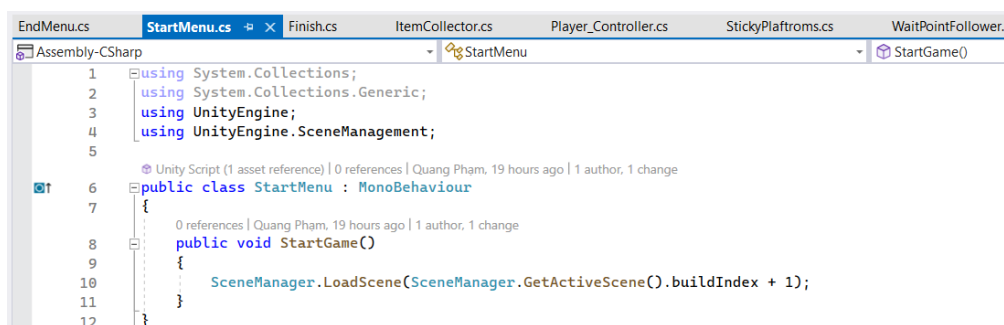 EndMenu.cs StartMenu.cs Finish.cs ItemCollector.cs Player_Controller.cs StickyPlaftroms.cs WaitPointFollower.
Assembly-CSharp StartMenu StartGame()
1 using System.Collections;
2 using System.Collections.Generic;
3 using UnityEngine;
4 using UnityEngine.SceneManagement;
5
Unity Script (1 asset reference) | 0 references | Quang Phạm, 19 hours ago | 1 author, 1 change
6 public class StartMenu : MonoBehaviour
7 {
0 references | Quang Phạm, 19 hours ago | 1 author, 1 change
8 public void StartGame()
9 {
10 SceneManager.LoadScene(SceneManager.GetActiveScene().buildIndex + 1);
11 }
12 }